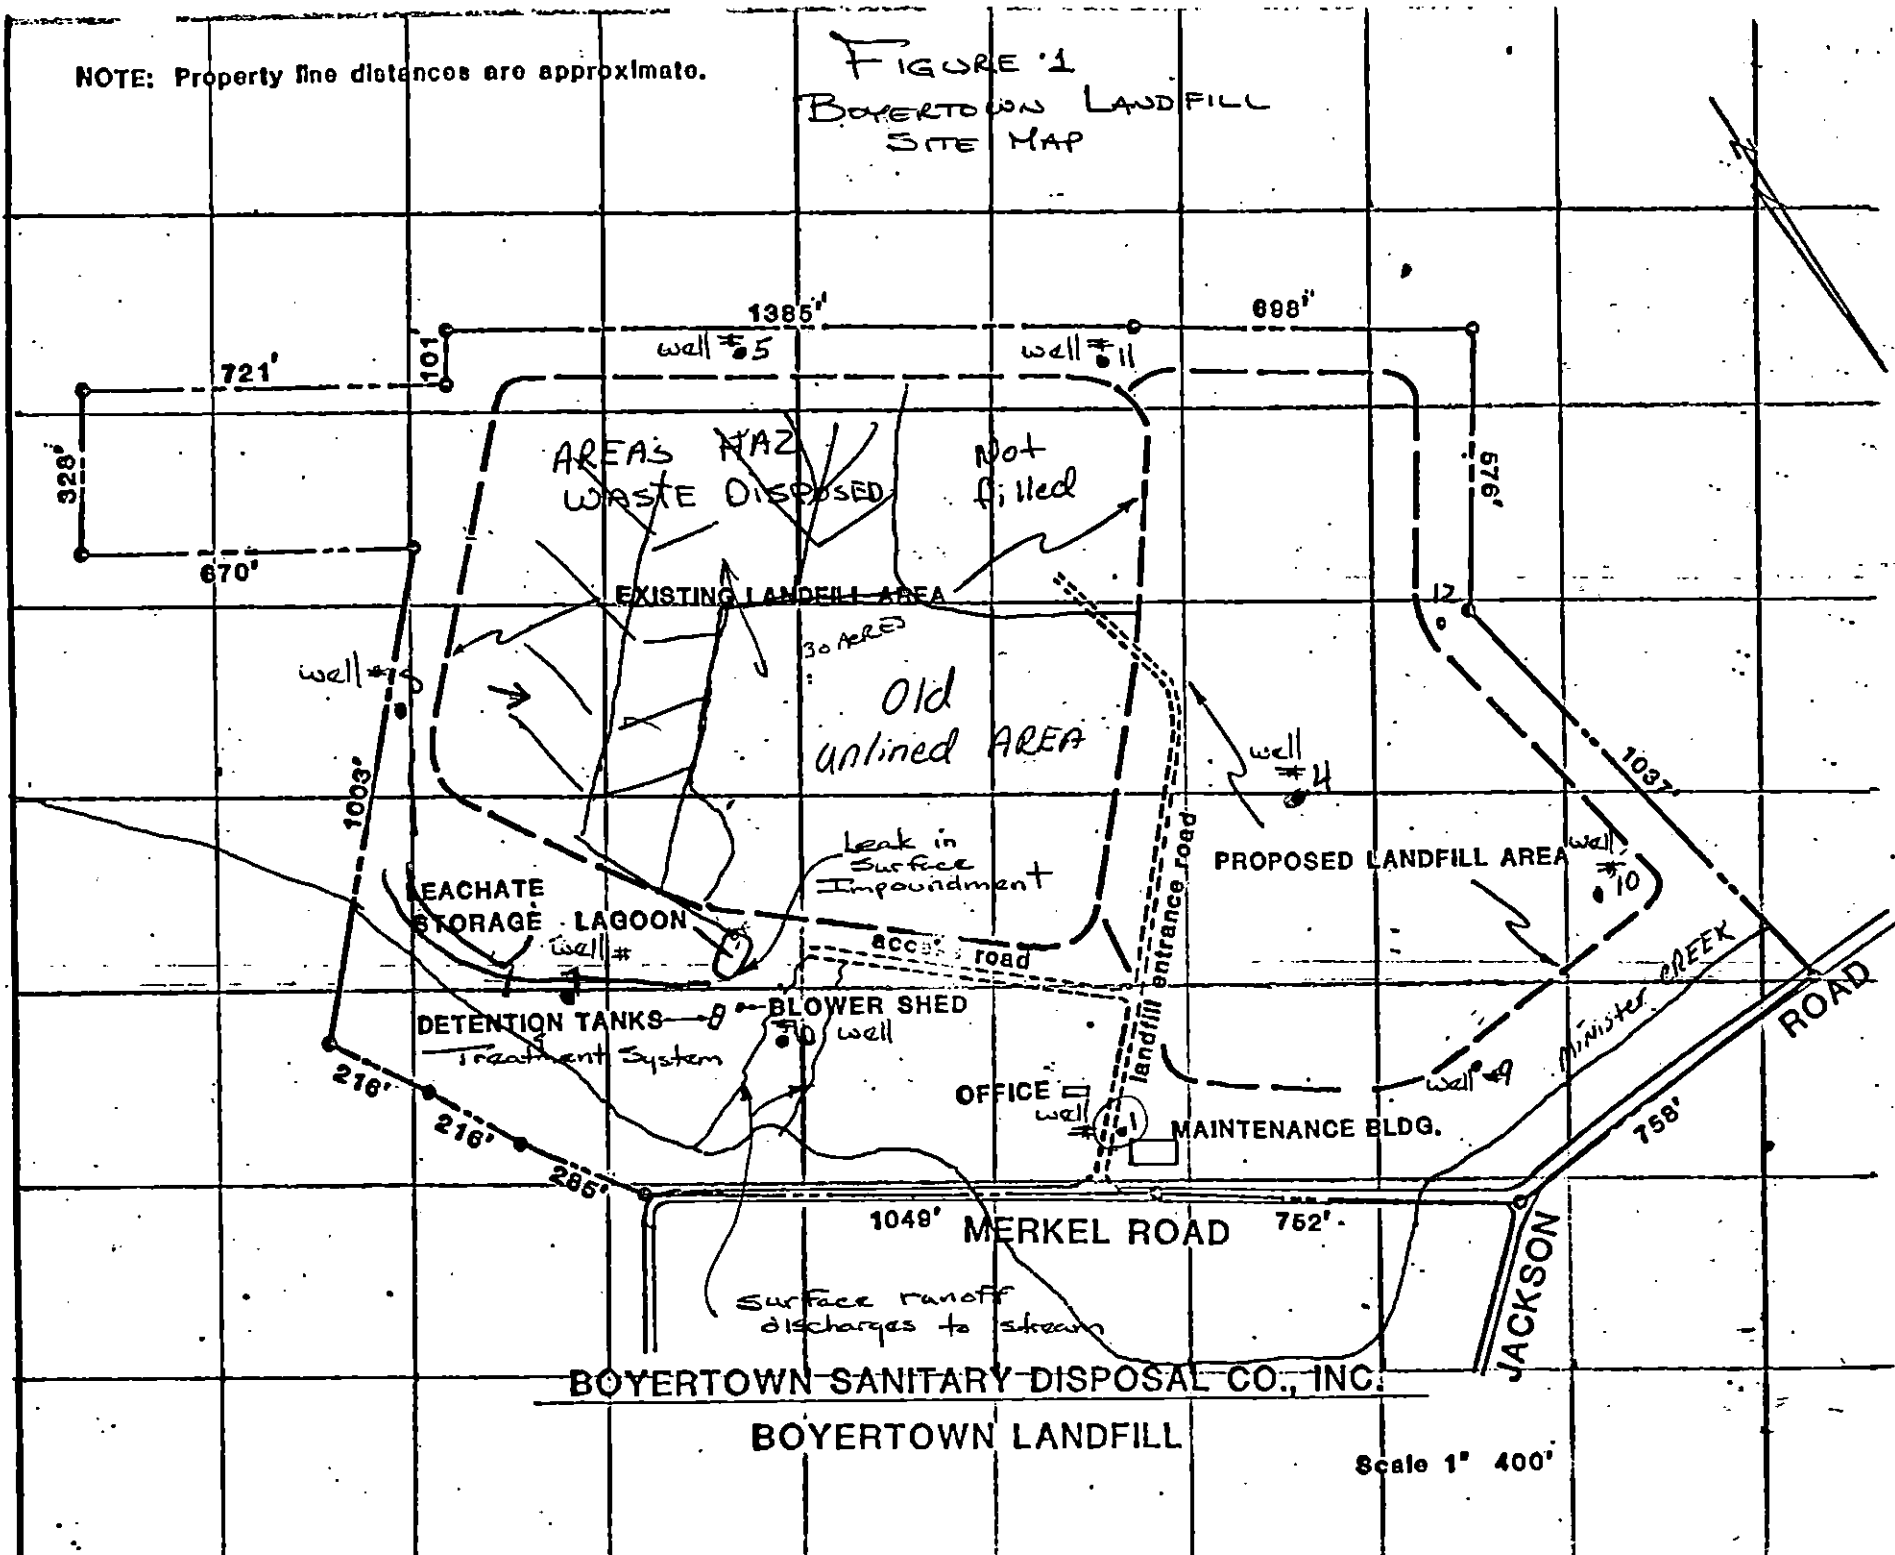 NOTE: Property line distances are approximate.
FIGURE 1
BOYERTOWN LANDFILL
SITE MAP
1385'
698'
well # 5
well # 11
721'
101
328'
670'
576'
AREAS HAZ
WASTE DISPOSED
Not
filled
EXISTING LANDFILL AREA
30 ACRES
12
well #
Old
unlined AREA
well
# 4
1003'
1037'
Leak in
Surface
Impoundment
PROPOSED LANDFILL AREA
well
# 10
LEACHATE
STORAGE LAGOON
well #
7
access road
landfill entrance road
MINISTER CREEK
DETENTION TANKS
BLOWER SHED
Treatment System
well
216'
216'
285'
OFFICE
well
# 1
MAINTENANCE BLDG.
well #9
758'
JACKSON ROAD
1049'
MERKEL ROAD
752'
Surface runoff
discharges to stream
BOYERTOWN SANITARY DISPOSAL CO., INC.
BOYERTOWN LANDFILL
Scale 1" 400'